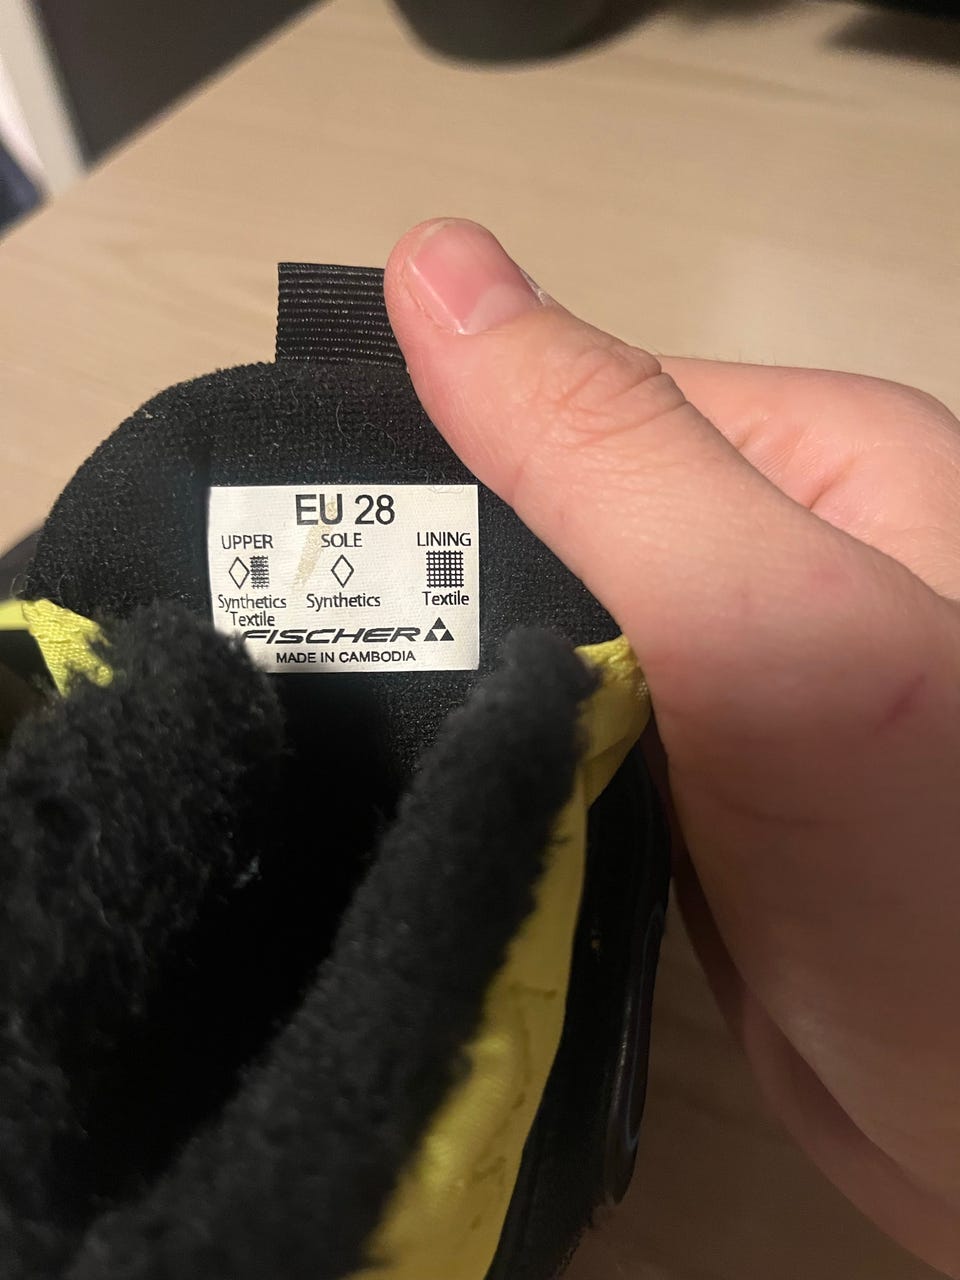 EU 28
UPPER SOLE LINING
Synthetics Synthetics Textile
Textile
FISCHER
MADE IN CAMBODIA